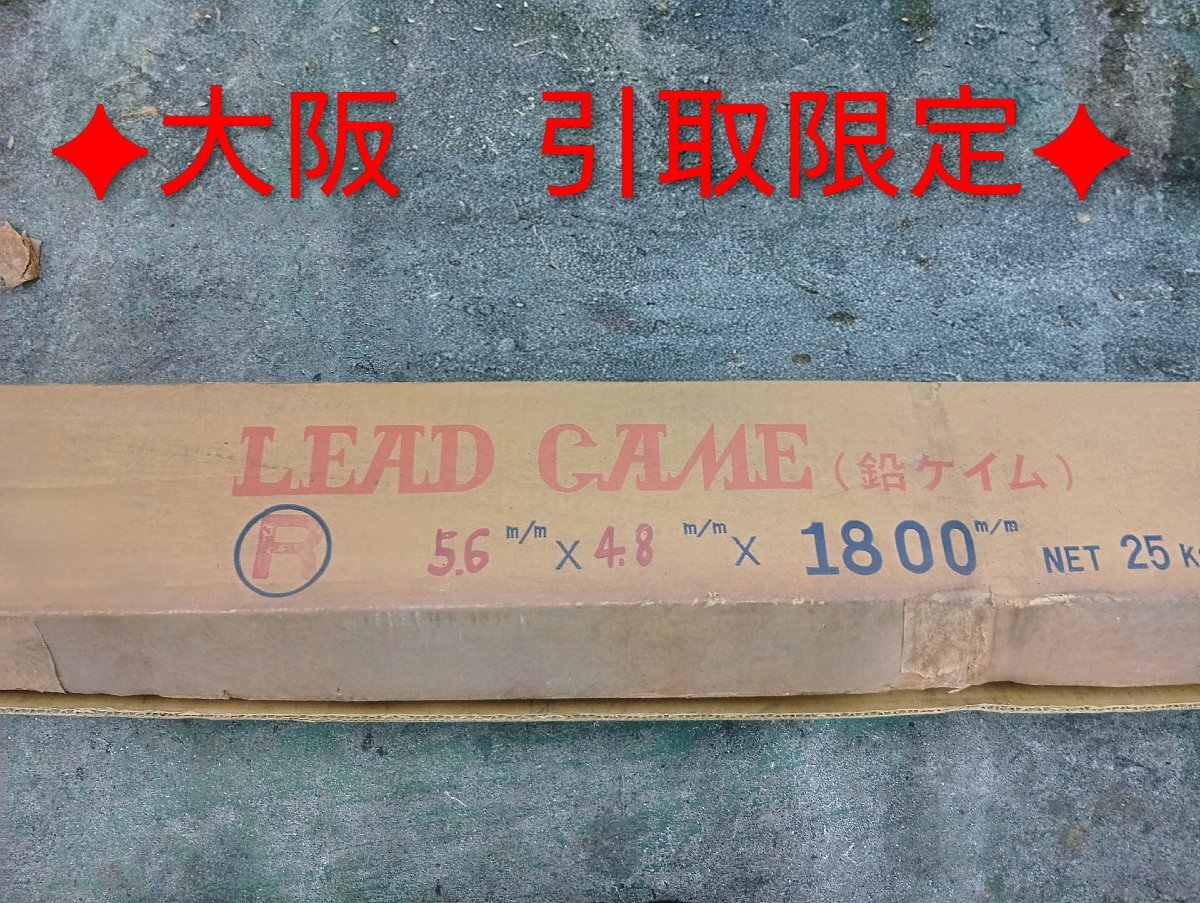 ✦大阪　引取限定✦
LEAD CAME (鉛ケイム)
R 5.6 m/m X 4.8 m/m X 1800 m/m NET 25 K